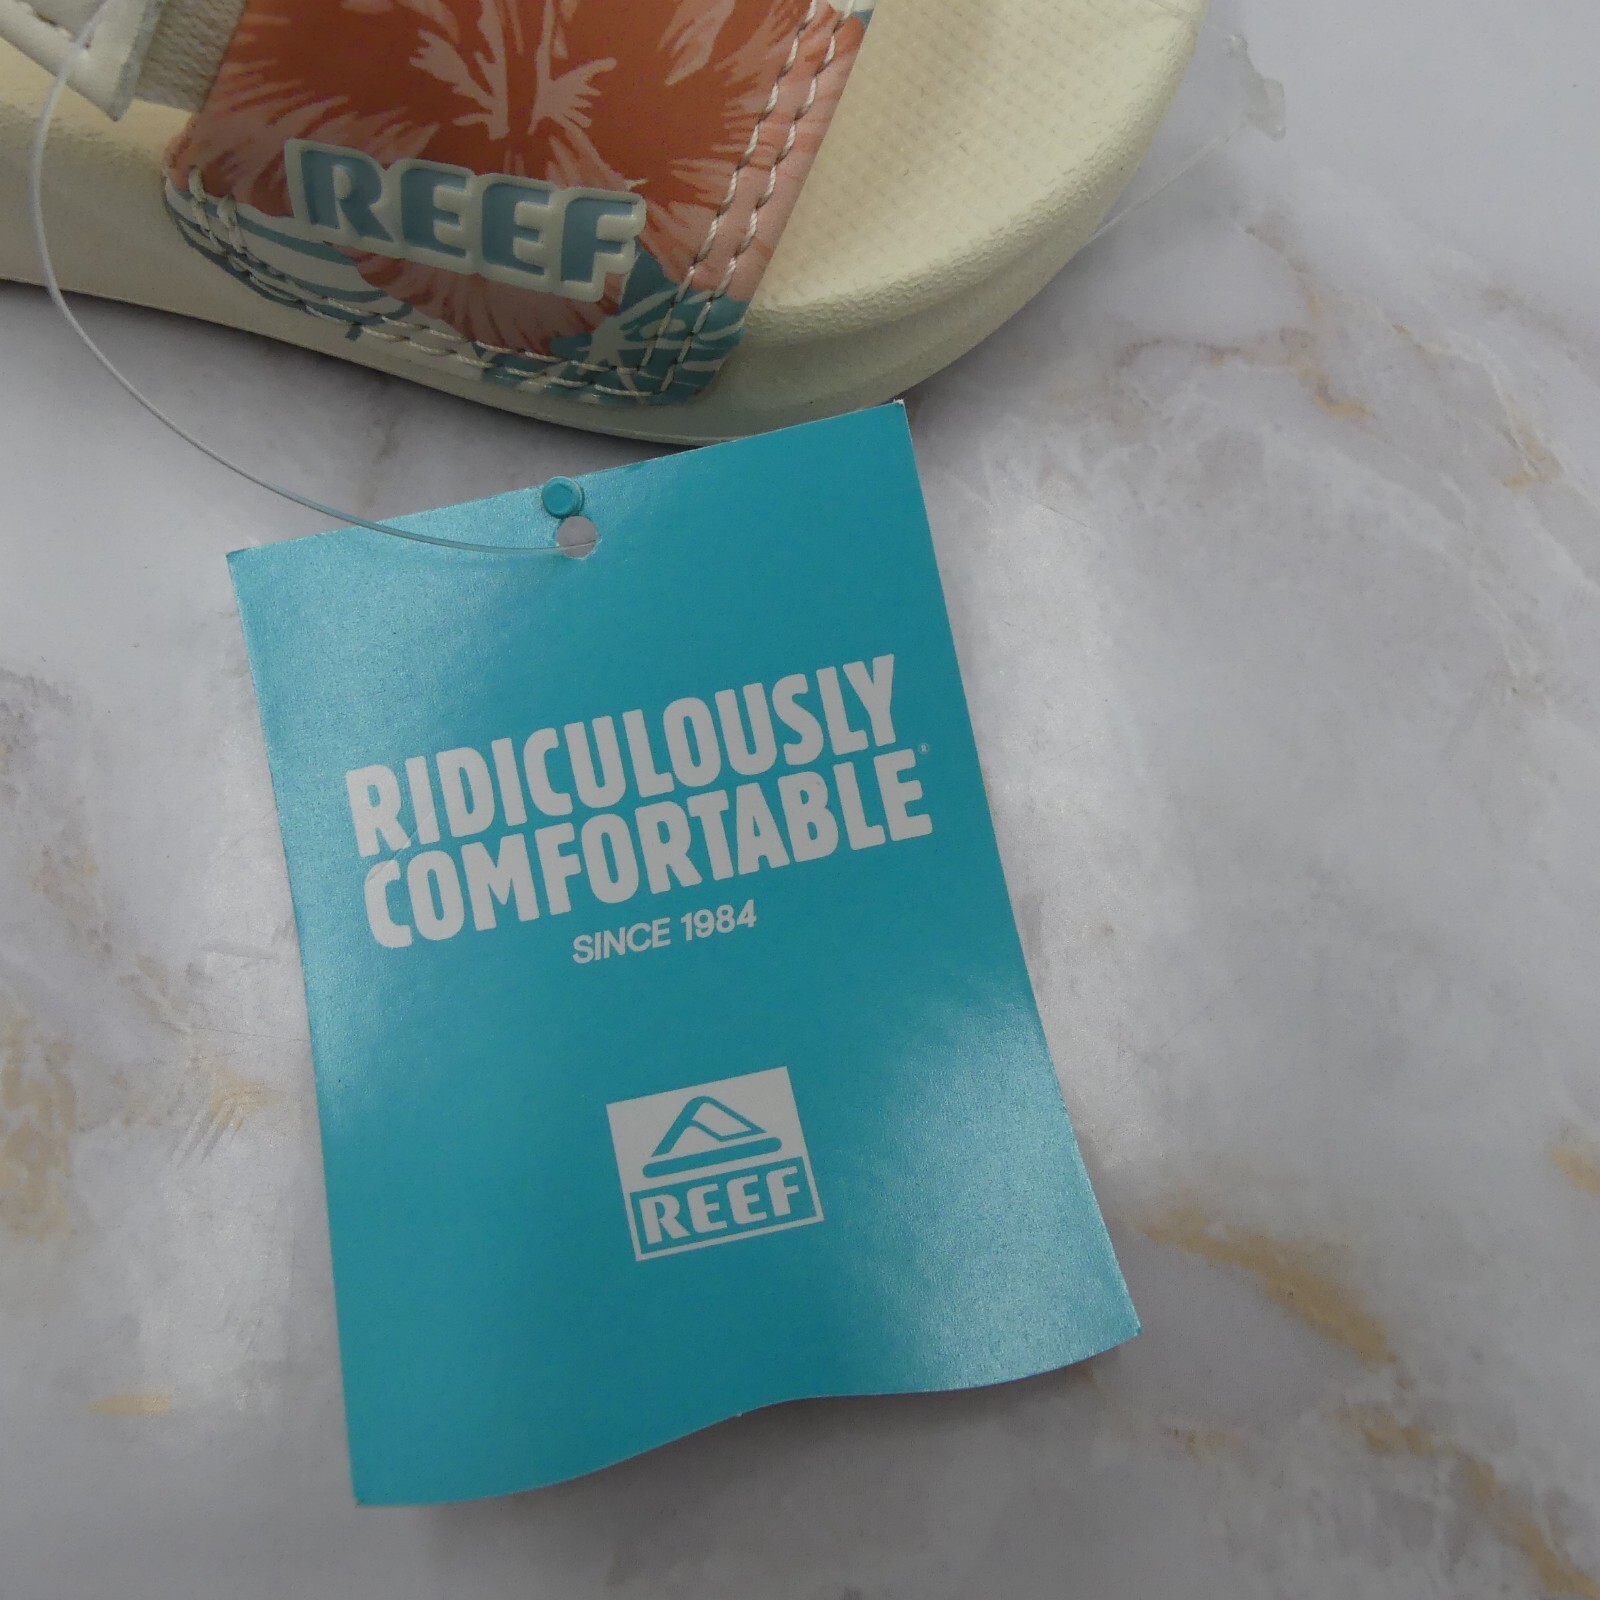 REEF
RIDICULOUSLY
COMFORTABLE®
SINCE 1984
REEF